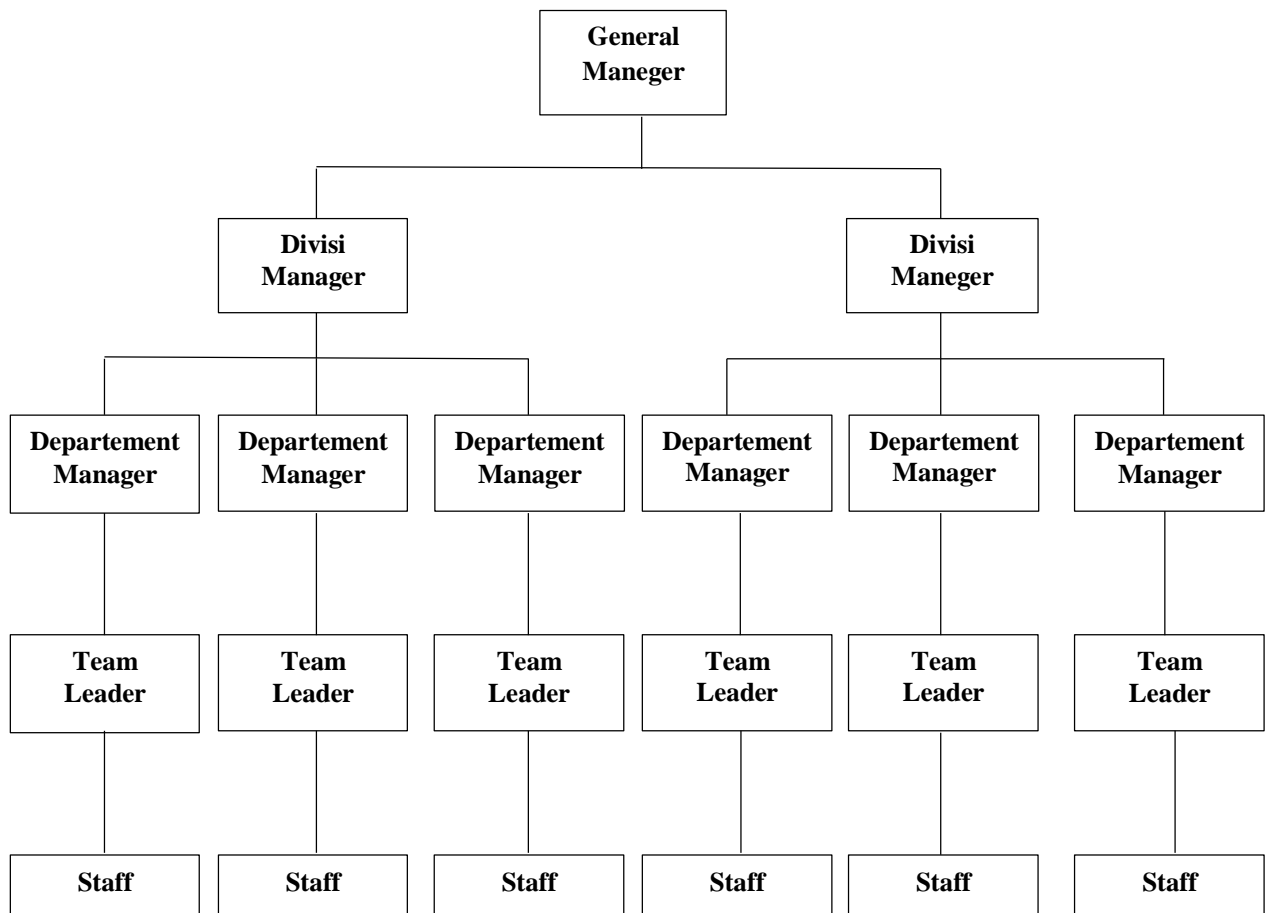 General
Maneger
Divisi
Manager
Divisi
Maneger
Departement
Manager
Departement
Manager
Departement
Manager
Departement
Manager
Departement
Manager
Departement
Manager
Team
Leader
Team
Leader
Team
Leader
Team
Leader
Team
Leader
Team
Leader
Staff
Staff
Staff
Staff
Staff
Staff